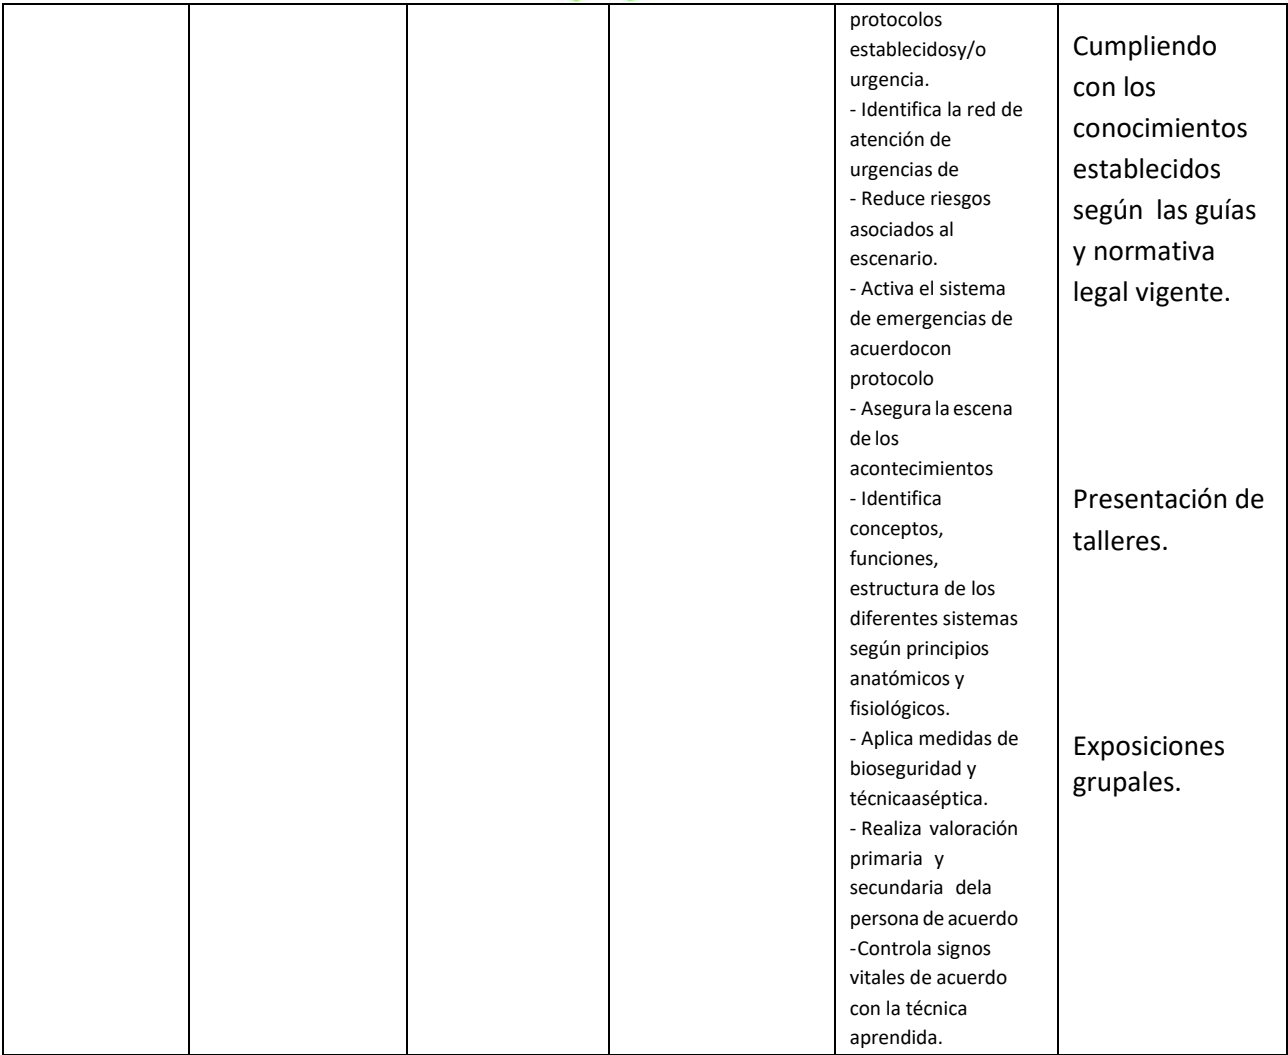 protocolos
establecidosy/o
urgencia.
- Identifica la red de
atención de
urgencias de
- Reduce riesgos
asociados al
escenario.
- Activa el sistema
de emergencias de
acuerdocon
protocolo
- Asegura la escena
de los
acontecimientos
- Identifica
conceptos,
funciones,
estructura de los
diferentes sistemas
según principios
anatómicos y
fisiológicos.
- Aplica medidas de
bioseguridad y
técnicaaséptica.
- Realiza valoración
primaria y
secundaria dela
persona de acuerdo
-Controla signos
vitales de acuerdo
con la técnica
aprendida.
Cumpliendo
con los
conocimientos
establecidos
según las guías
y normativa
legal vigente.
Presentación de
talleres.
Exposiciones
grupales.